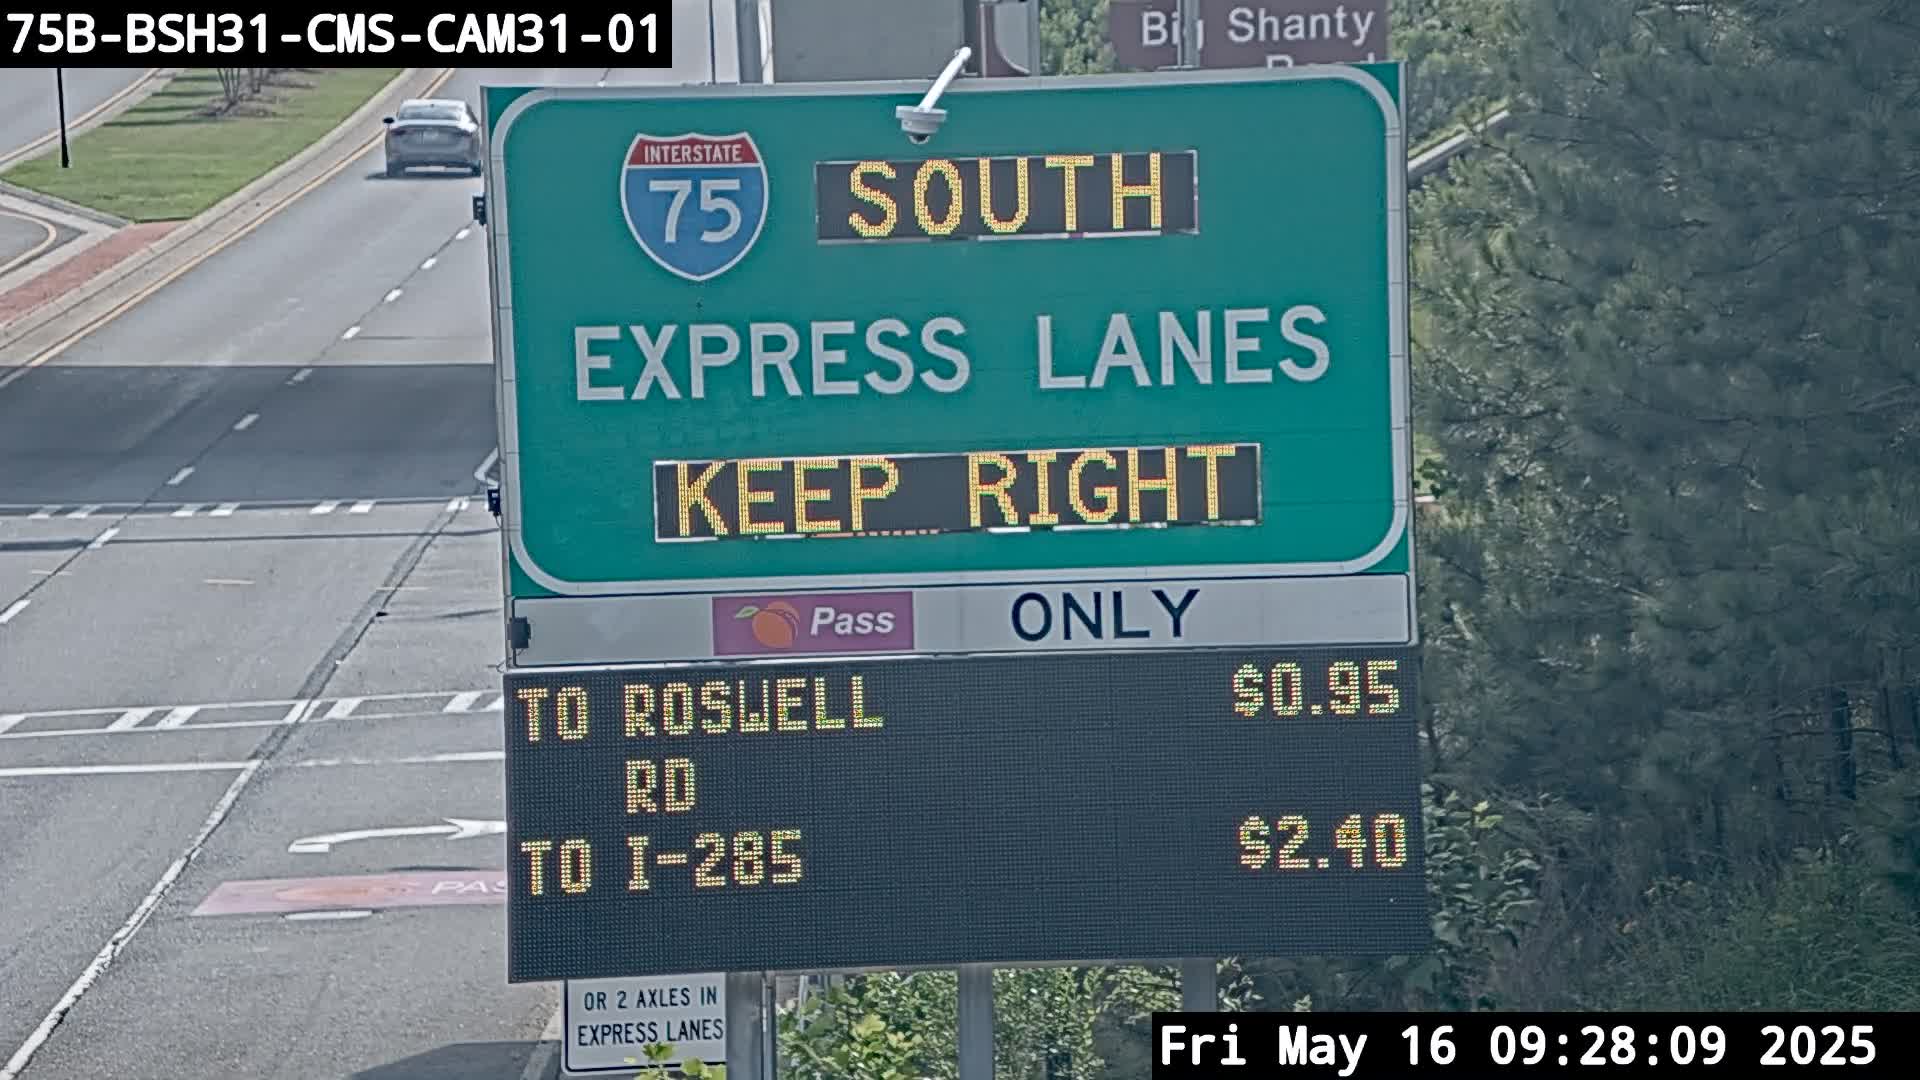 75B-BSH31-CMS-CAM31-01
Big Shanty
INTERSTATE
75
SOUTH
EXPRESS LANES
KEEP RIGHT
Pass ONLY
TO ROSWELL $0.95
RD
TO I-285 $2.40
OR 2 AXLES IN
EXPRESS LANES
Fri May 16 09:28:09 2025